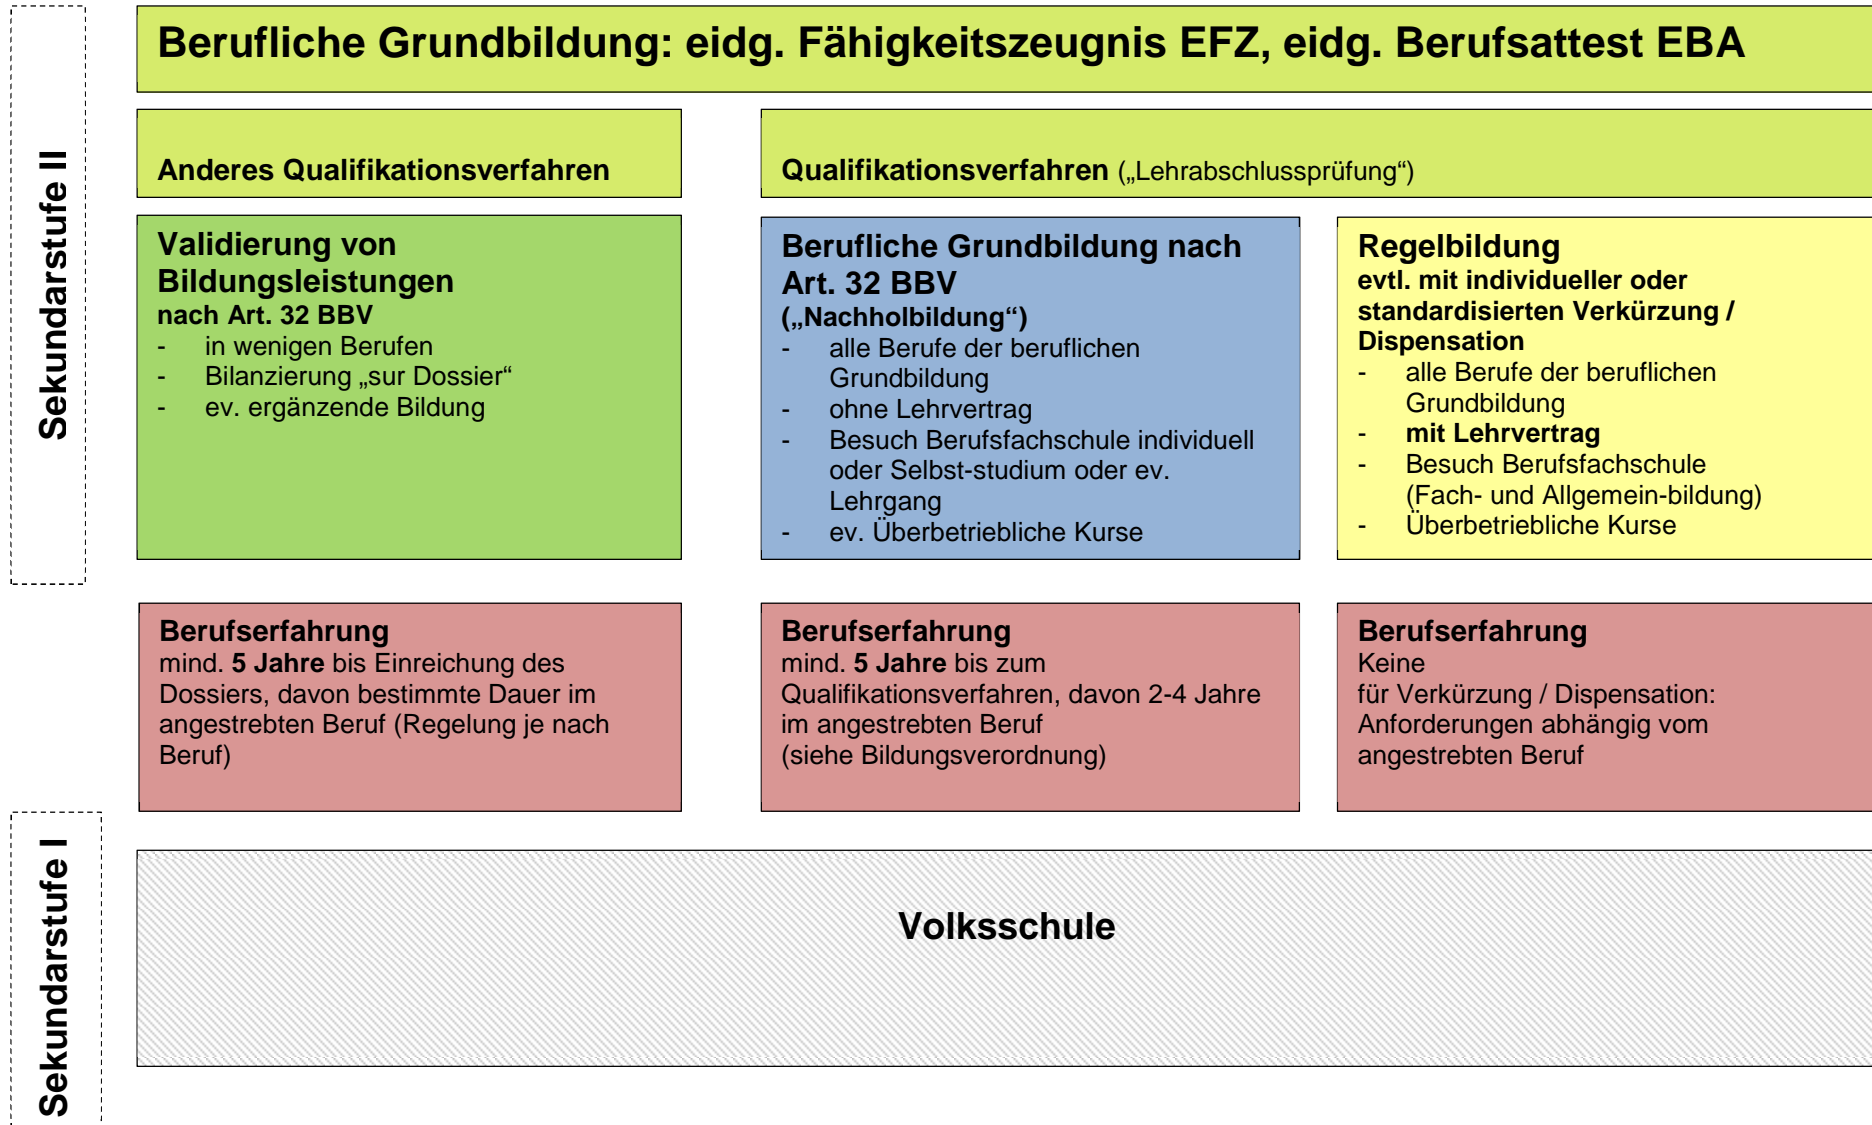 Berufliche Grundbildung: eidg. Fähigkeitszeugnis EFZ, eidg. Berufsattest EBA
Sekundarstufe II
Anderes Qualifikationsverfahren
Qualifikationsverfahren („Lehrabschlussprüfung“)
Validierung von
Bildungsleistungen
nach Art. 32 BBV
- in wenigen Berufen
- Bilanzierung „sur Dossier“
- ev. ergänzende Bildung
Berufliche Grundbildung nach
Art. 32 BBV
(„Nachholbildung“)
- alle Berufe der beruflichen
Grundbildung
- ohne Lehrvertrag
- Besuch Berufsfachschule individuell
oder Selbst-studium oder ev.
Lehrgang
- ev. Überbetriebliche Kurse
Regelbildung
evtl. mit individueller oder
standardisierten Verkürzung /
Dispensation
- alle Berufe der beruflichen
Grundbildung
- mit Lehrvertrag
- Besuch Berufsfachschule
(Fach- und Allgemein-bildung)
- Überbetriebliche Kurse
Berufserfahrung
mind. 5 Jahre bis Einreichung des
Dossiers, davon bestimmte Dauer im
angestrebten Beruf (Regelung je nach
Beruf)
Berufserfahrung
mind. 5 Jahre bis zum
Qualifikationsverfahren, davon 2-4 Jahre
im angestrebten Beruf
(siehe Bildungsverordnung)
Berufserfahrung
Keine
für Verkürzung / Dispensation:
Anforderungen abhängig vom
angestrebten Beruf
Sekundarstufe I
Volksschule